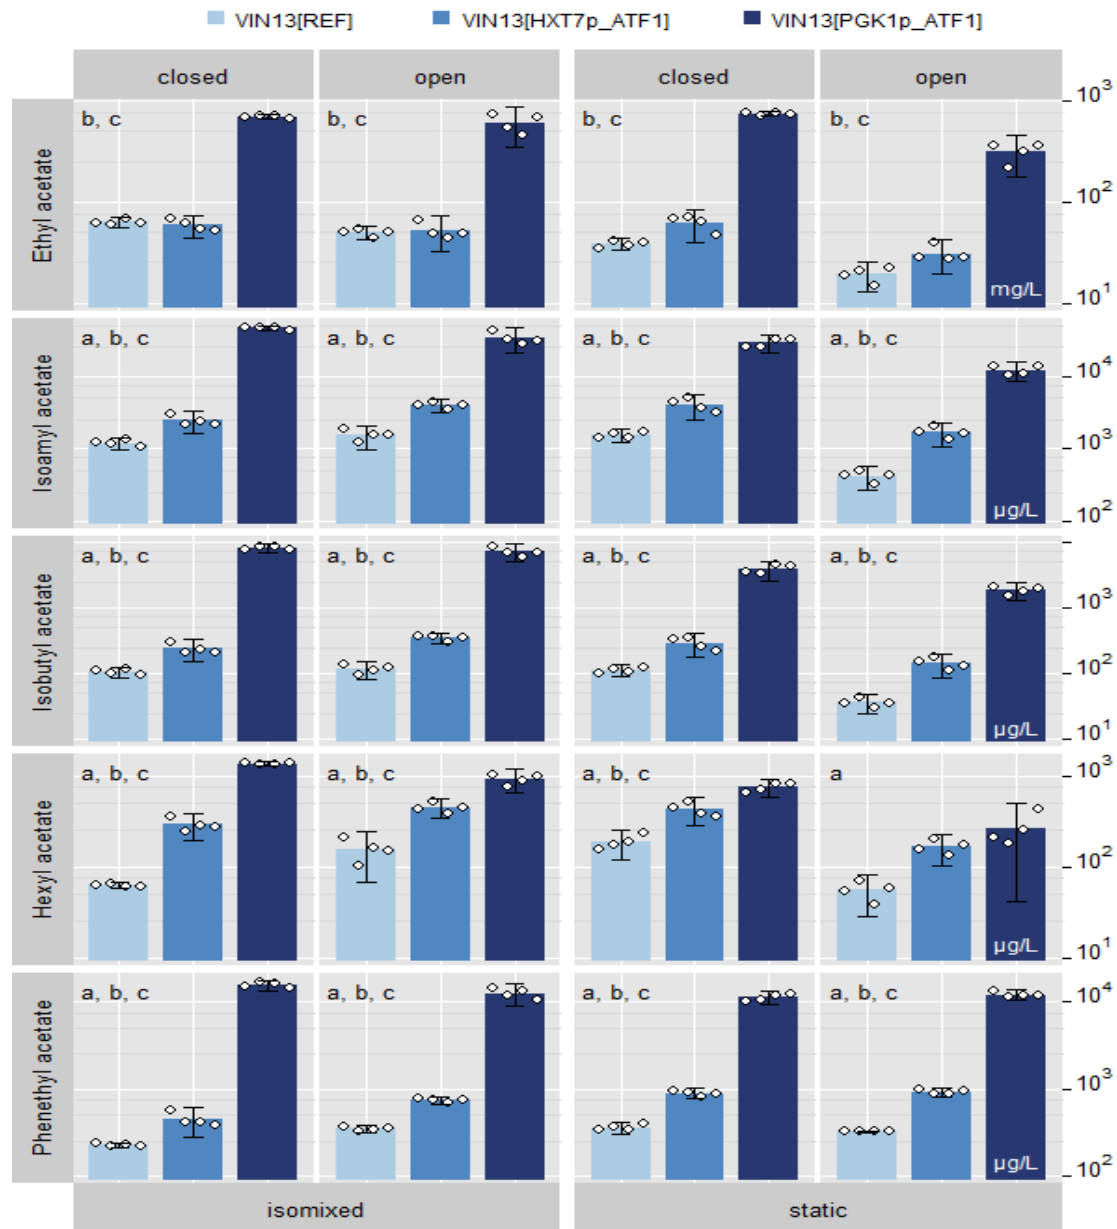 VIN13[REF] VIN13[HXT7p_ATF1] VIN13[PGK1p_ATF1]
closed open closed open
Ethyl acetate
b, c b, c b, c b, c
10³
10²
10¹
mg/L
Isoamyl acetate
a, b, c a, b, c a, b, c a, b, c
10⁴
10³
10²
µg/L
Isobutyl acetate
a, b, c a, b, c a, b, c a, b, c
10³
10²
10¹
µg/L
Hexyl acetate
a, b, c a, b, c a, b, c a
10³
10²
10¹
µg/L
Phenethyl acetate
a, b, c a, b, c a, b, c a, b, c
10⁴
10³
10²
µg/L
isomixed static